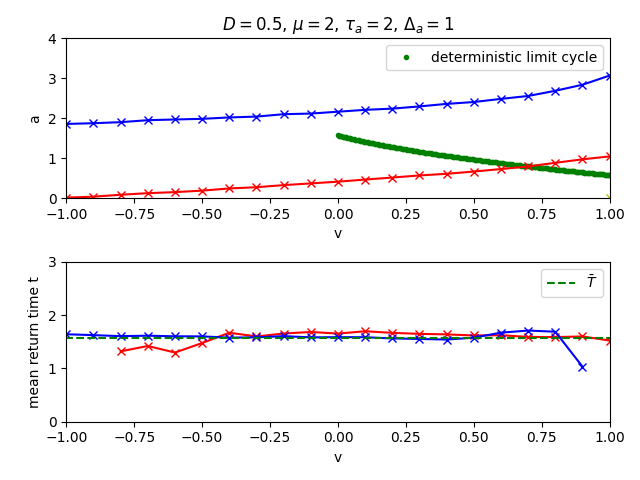 D = 0.5, μ = 2, τ_a = 2, Δ_a = 1
4
3
2
1
0
a
deterministic limit cycle
−1.00 −0.75 −0.50 −0.25 0.00 0.25 0.50 0.75 1.00
v
3
2
1
0
mean return time t
T̄
−1.00 −0.75 −0.50 −0.25 0.00 0.25 0.50 0.75 1.00
v